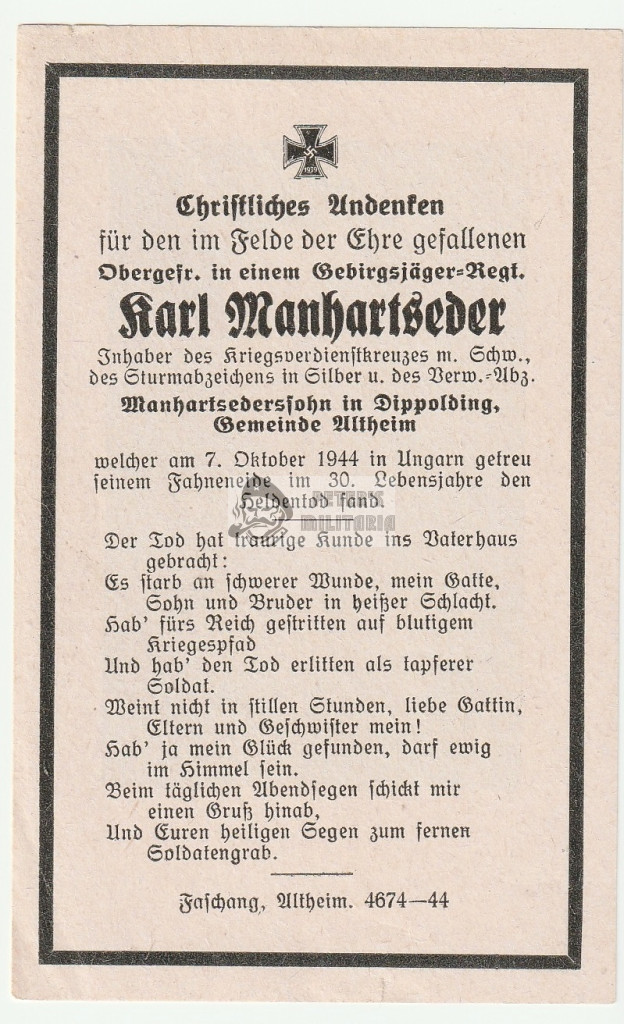 1939
Christliches Andenken
für den im Felde der Ehre gefallenen
Obergefr. in einem Gebirgsjäger-Regt.
Karl Manhartseder
Inhaber des Kriegsverdienstkreuzes m. Schw.,
des Sturmabzeichens in Silber u. des Verw.-Abz.
Manhartsederssohn in Dippolding,
Gemeinde Altheim
welcher am 7. Oktober 1944 in Ungarn getreu
seinem Fahneneide im 30. Lebensjahre den
Heldentod fand.
MILITARIA
Der Tod hat traurige Kunde ins Vaterhaus
gebracht:
Es starb an schwerer Wunde, mein Gatte,
Sohn und Bruder in heißer Schlacht.
Hab' fürs Reich gestritten auf blutigem
Kriegespfad
Und hab' den Tod erlitten als tapferer
Soldat.
Weint nicht in stillen Stunden, liebe Gattin,
Eltern und Geschwister mein!
Hab' ja mein Glück gefunden, darf ewig
im Himmel sein.
Beim täglichen Abendsegen schickt mir
einen Gruß hinab,
Und Euren heiligen Segen zum fernen
Soldatengrab.
Faschang, Altheim. 4674—44